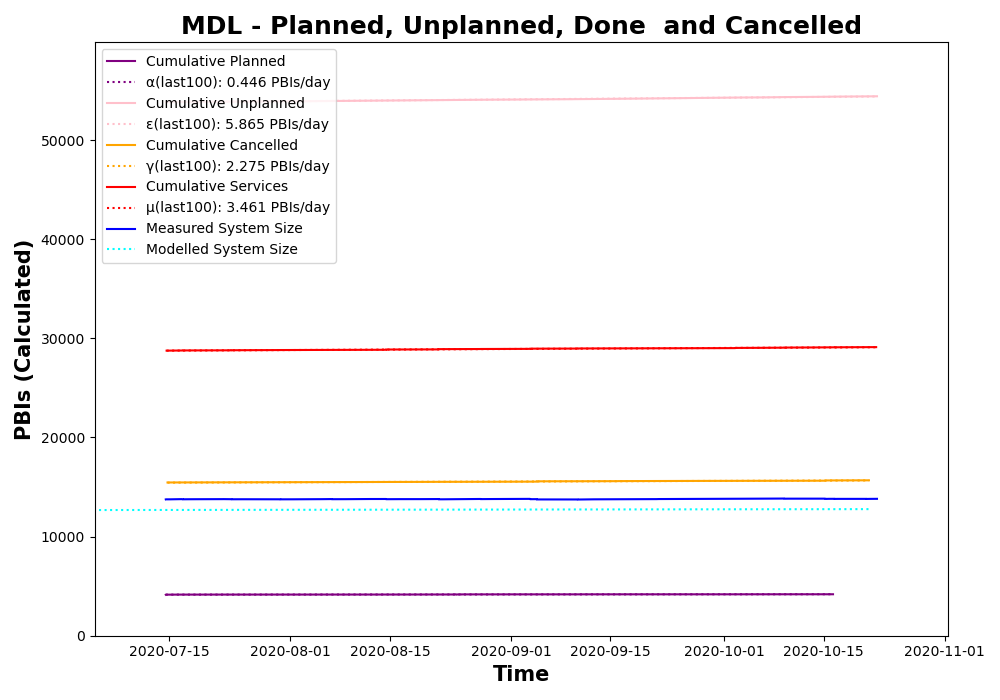 MDL - Planned, Unplanned, Done  and Cancelled
Cumulative Planned
α(last100): 0.446 PBIs/day
Cumulative Unplanned
ε(last100): 5.865 PBIs/day
Cumulative Cancelled
γ(last100): 2.275 PBIs/day
Cumulative Services
μ(last100): 3.461 PBIs/day
Measured System Size
Modelled System Size
PBIs (Calculated)
50000
40000
30000
20000
10000
0
2020-07-15 2020-08-01 2020-08-15 2020-09-01 2020-09-15 2020-10-01 2020-10-15 2020-11-01
Time